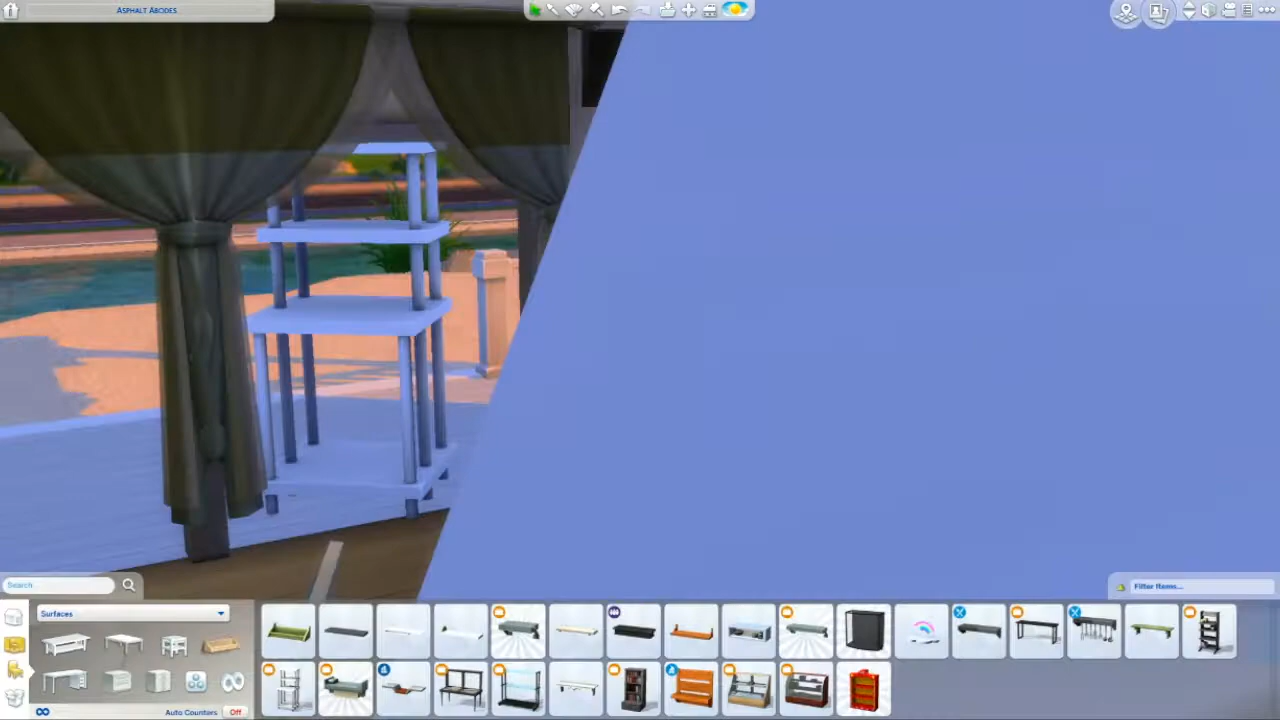 Asphalt Abodes
Search
Filter Items...
Surfaces
Auto Counters Off